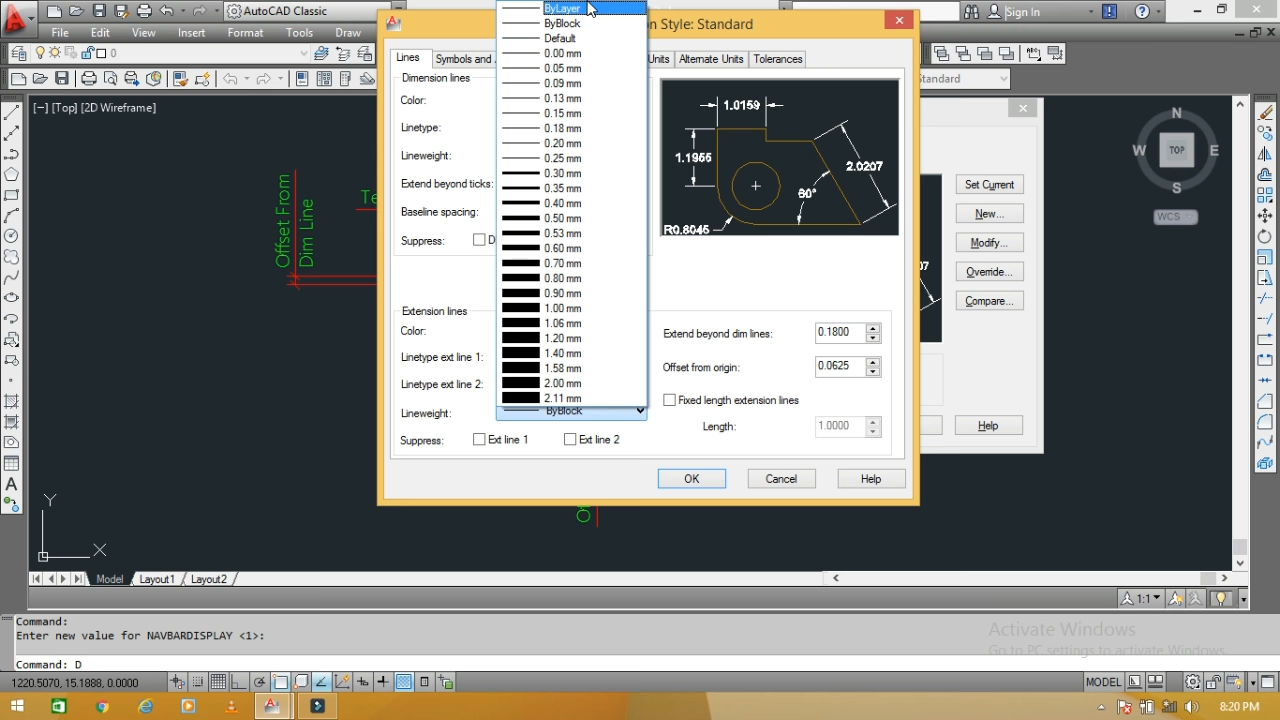 AutoCAD Classic
Sign In
File
Edit
View
Insert
Format
Tools
Draw
0
[−] [Top] [2D Wireframe]
on Style: Standard
Lines
Symbols and
Units
Alternate Units
Tolerances
Dimension lines
Color:
Linetype:
Lineweight:
Extend beyond ticks:
Baseline spacing:
Suppress:
D
ByLayer
ByBlock
Default
0.00 mm
0.05 mm
0.09 mm
0.13 mm
0.15 mm
0.18 mm
0.20 mm
0.25 mm
0.30 mm
0.35 mm
0.40 mm
0.50 mm
0.53 mm
0.60 mm
0.70 mm
0.80 mm
0.90 mm
1.00 mm
1.06 mm
1.20 mm
1.40 mm
1.58 mm
2.00 mm
2.11 mm
ByBlock
1.0159
1.1955
2.0207
60°
R0.8045
Extension lines
Color:
Linetype ext line 1:
Linetype ext line 2:
Lineweight:
Suppress:
Ext line 1
Ext line 2
Extend beyond dim lines:
0.1800
Offset from origin:
0.0625
Fixed length extension lines
Length:
1.0000
OK
Cancel
Help
Standard
Set Current
New...
Modify...
Override...
Compare...
Help
07
N
W
TOP
E
S
WCS
Offset From
Dim Line
Te
Of
Y
X
Model
Layout1
Layout2
1:1
Command:
Enter new value for NAVBARDISPLAY <1>:
Command: D
Activate Windows
Go to PC settings to activate Windows.
1220.5070, 15.1888, 0.0000
MODEL
8:20 PM